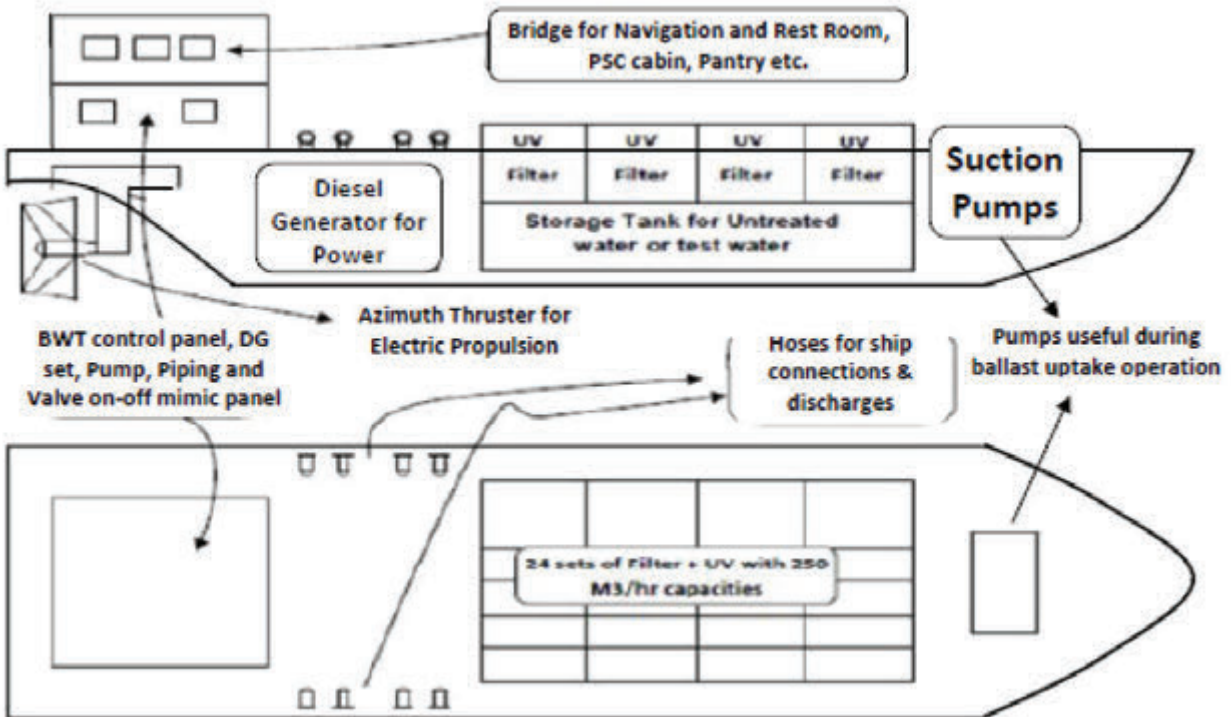 Bridge for Navigation and Rest Room,
PSC cabin, Pantry etc.
UV UV UV UV
Filter Filter Filter Filter
Suction
Pumps
Diesel
Generator for
Power
Storage Tank for Untreated
water or test water
Azimuth Thruster for
Electric Propulsion
BWT control panel, DG
set, Pump, Piping and
Valve on-off mimic panel
Hoses for ship
connections &
discharges
Pumps useful during
ballast uptake operation
24 sets of Filter + UV with 250
M3/hr capacities